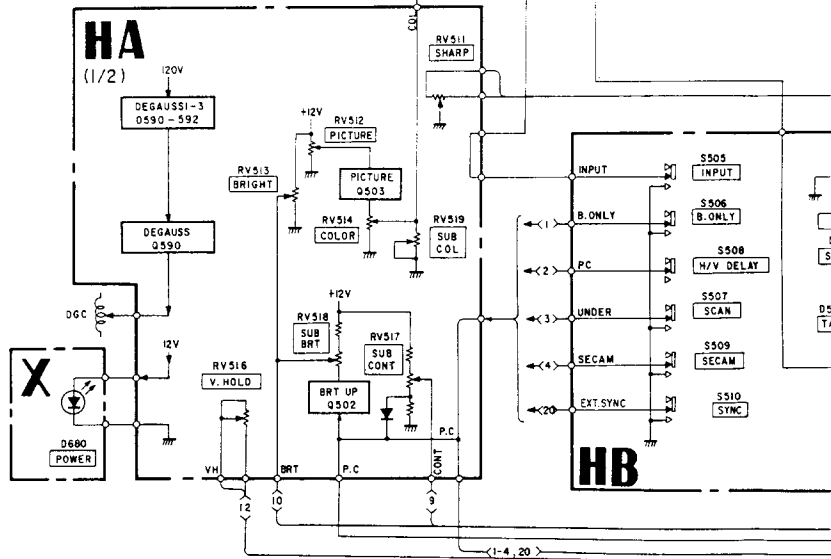 HA
(1/2)
120V
DEGAUSS1-3
D590-592
DEGAUSS
Q590
DGC
12V
X
D680
POWER
RV516
V. HOLD
VH
12
COL
RV511
SHARP
+12V
RV512
PICTURE
RV513
BRIGHT
PICTURE
Q503
RV514
COLOR
RV519
SUB
COL
+12V
RV518
SUB
BRT
RV517
SUB
CONT
BRT UP
Q502
P.C
BRT
P.C
CONT
10
9
1-4, 20
INPUT
S505
INPUT
1
B.ONLY
S506
B.ONLY
2
PC
S508
H/V DELAY
3
UNDER
S507
SCAN
4
SECAM
S509
SECAM
20
EXT.SYNC
S510
SYNC
HB